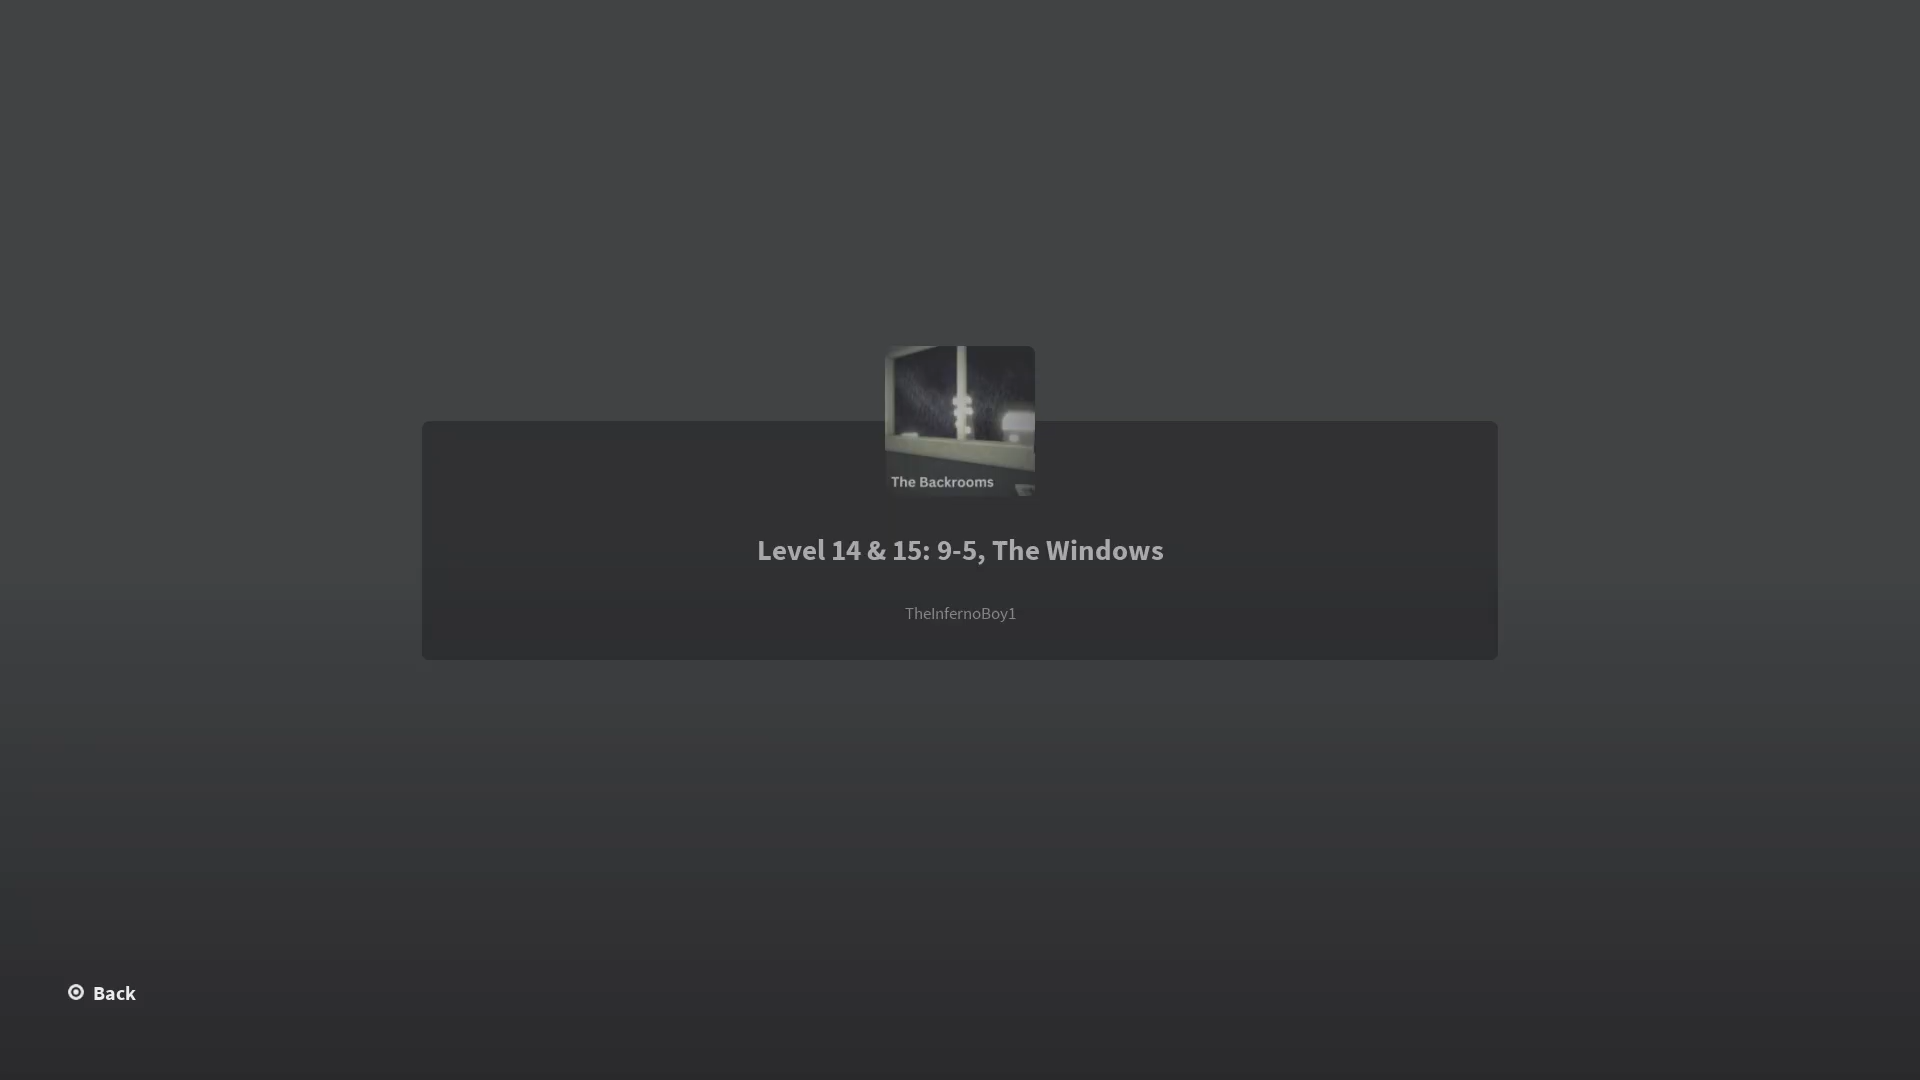 The Backrooms
Level 14 & 15: 9-5, The Windows
TheInfernoBoy1
Back